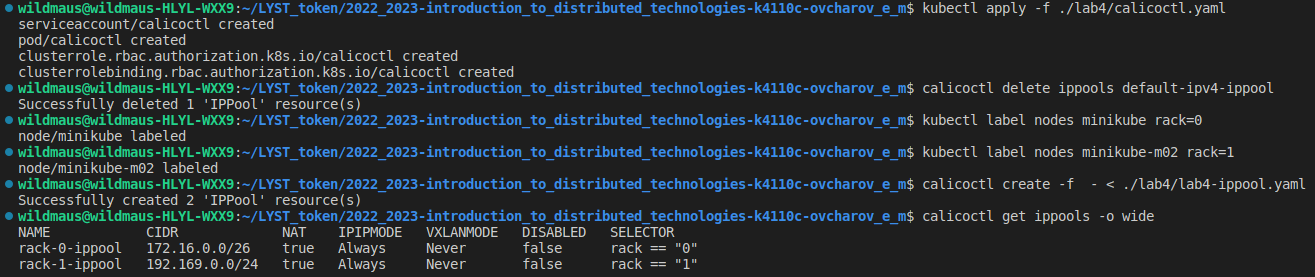 wildmaus@wildmaus-HLYL-WXX9:~/LYST_token/2022_2023-introduction_to_distributed_technologies-k4110c-ovcharov_e_m$ kubectl apply -f ./lab4/calicoctl.yaml
serviceaccount/calicoctl created
pod/calicoctl created
clusterrole.rbac.authorization.k8s.io/calicoctl created
clusterrolebinding.rbac.authorization.k8s.io/calicoctl created
wildmaus@wildmaus-HLYL-WXX9:~/LYST_token/2022_2023-introduction_to_distributed_technologies-k4110c-ovcharov_e_m$ calicoctl delete ippools default-ipv4-ippool
Successfully deleted 1 'IPPool' resource(s)
wildmaus@wildmaus-HLYL-WXX9:~/LYST_token/2022_2023-introduction_to_distributed_technologies-k4110c-ovcharov_e_m$ kubectl label nodes minikube rack=0
node/minikube labeled
wildmaus@wildmaus-HLYL-WXX9:~/LYST_token/2022_2023-introduction_to_distributed_technologies-k4110c-ovcharov_e_m$ kubectl label nodes minikube-m02 rack=1
node/minikube-m02 labeled
wildmaus@wildmaus-HLYL-WXX9:~/LYST_token/2022_2023-introduction_to_distributed_technologies-k4110c-ovcharov_e_m$ calicoctl create -f  - < ./lab4/lab4-ippool.yaml
Successfully created 2 'IPPool' resource(s)
wildmaus@wildmaus-HLYL-WXX9:~/LYST_token/2022_2023-introduction_to_distributed_technologies-k4110c-ovcharov_e_m$ calicoctl get ippools -o wide
NAME            CIDR             NAT    IPIPMODE   VXLANMODE   DISABLED   SELECTOR
rack-0-ippool   172.16.0.0/26    true   Always     Never       false      rack == "0"
rack-1-ippool   192.169.0.0/24   true   Always     Never       false      rack == "1"